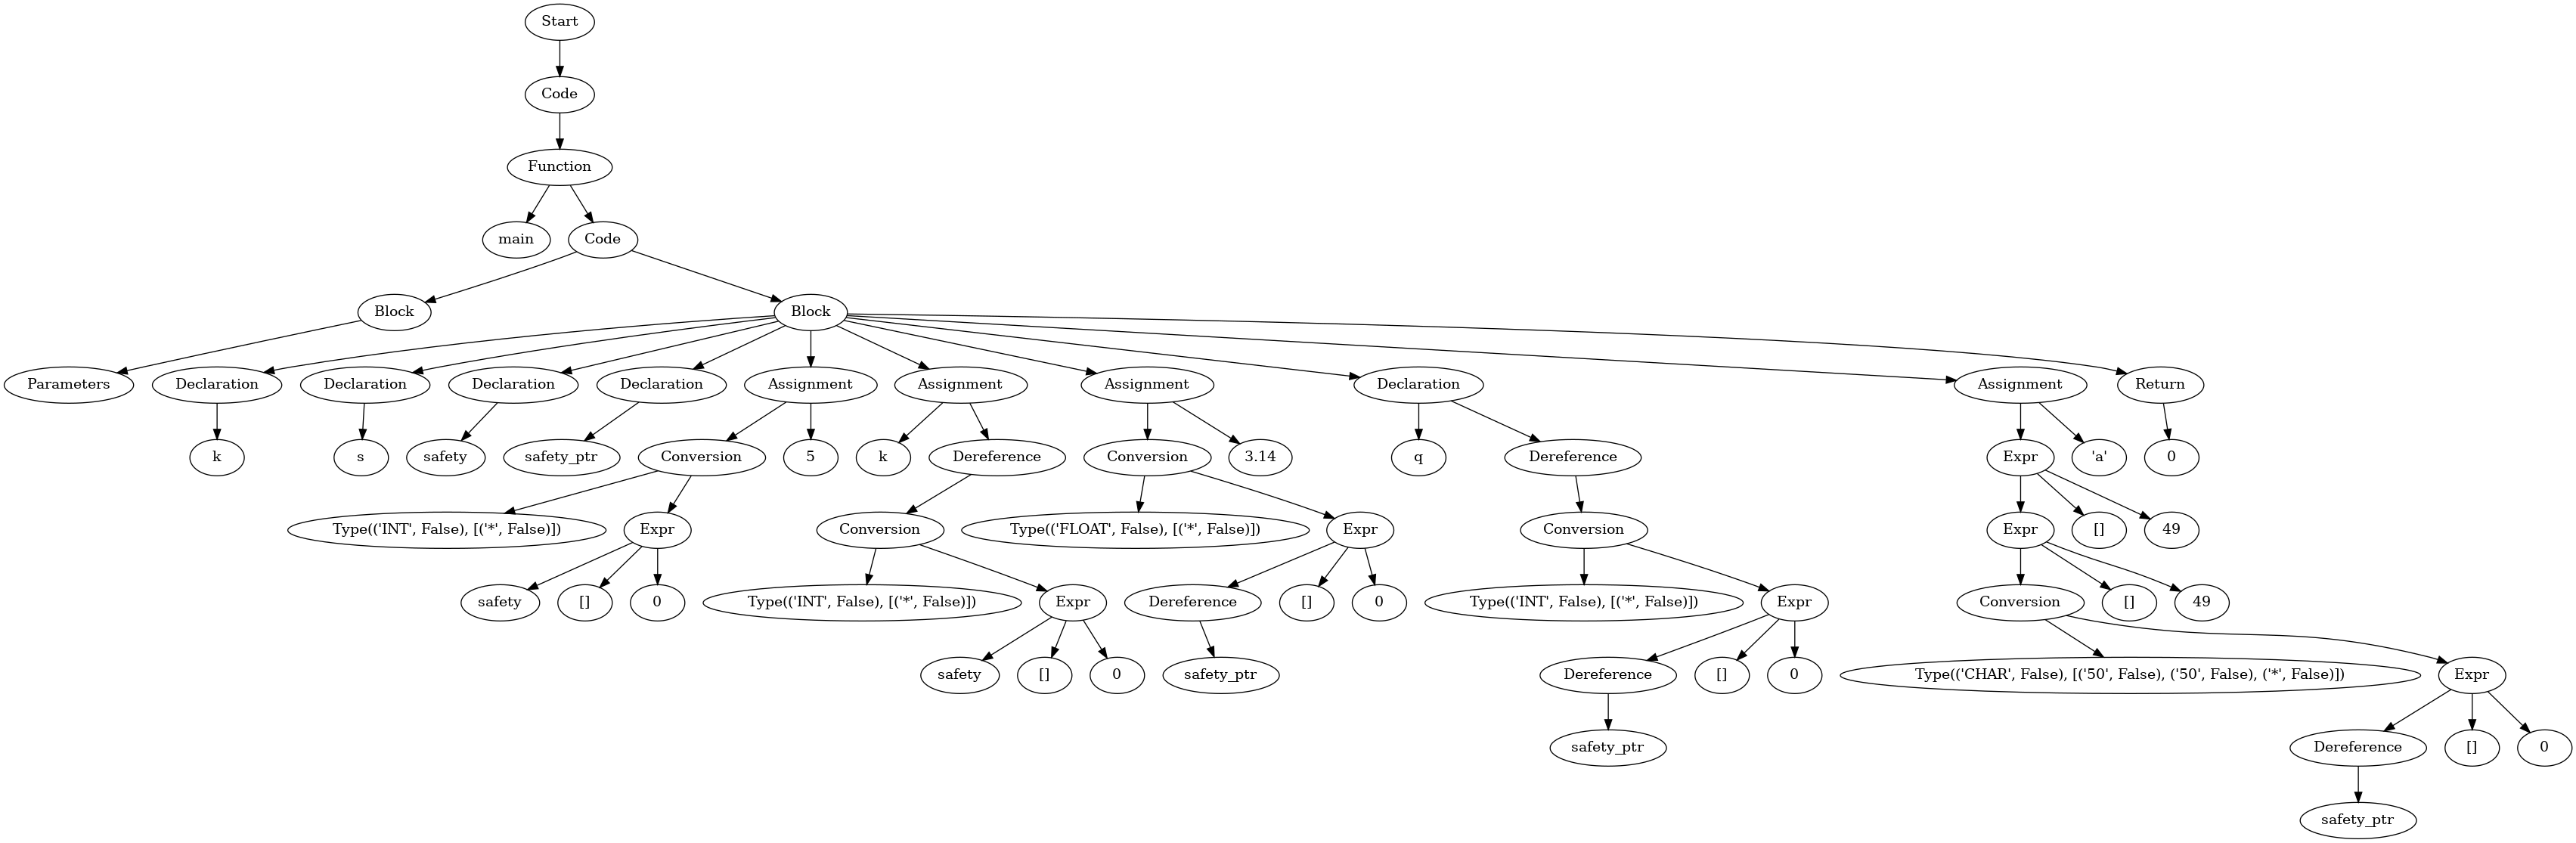 Start
Code
Function
main
Code
Block
Block
Parameters
Declaration
Declaration
Declaration
Declaration
Assignment
Assignment
Assignment
Declaration
Assignment
Return
k
s
safety
safety_ptr
Conversion
5
k
Dereference
Conversion
3.14
q
Dereference
Expr
'a'
0
Type(('INT', False), [('*', False)])
Expr
Conversion
Type(('FLOAT', False), [('*', False)])
Expr
Conversion
Expr
[]
49
safety
[]
0
Type(('INT', False), [('*', False)])
Expr
Dereference
[]
0
Type(('INT', False), [('*', False)])
Expr
Conversion
[]
49
safety
[]
0
safety_ptr
Dereference
[]
0
Type(('CHAR', False), [('50', False), ('50', False), ('*', False)])
Expr
safety_ptr
Dereference
[]
0
safety_ptr